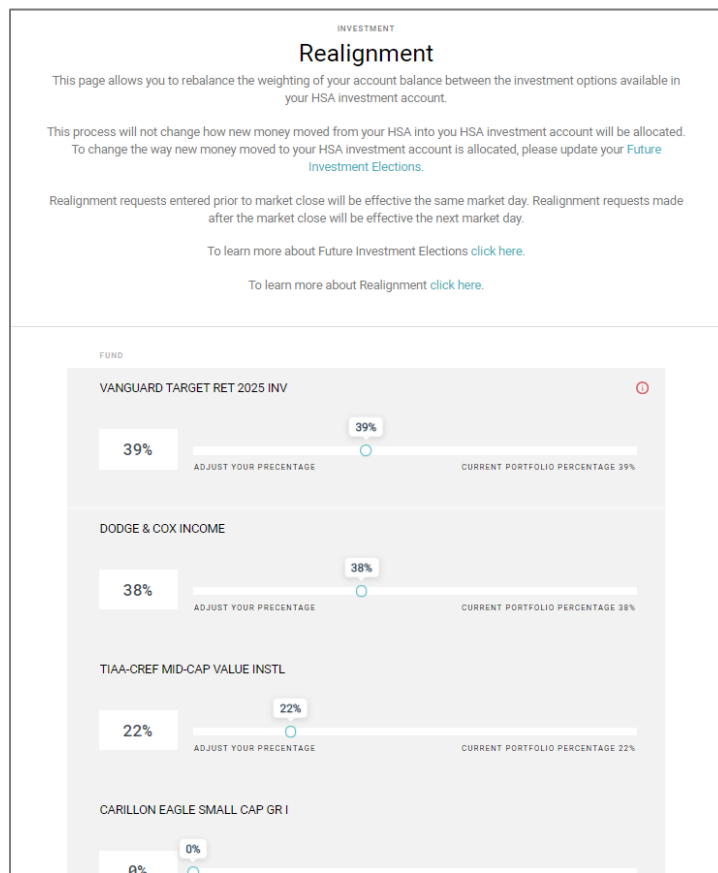 INVESTMENT
Realignment
This page allows you to rebalance the weighting of your account balance between the investment options available in
your HSA investment account.
This process will not change how new money moved from your HSA into you HSA investment account will be allocated.
To change the way new money moved to your HSA investment account is allocated, please update your Future
Investment Elections.
Realignment requests entered prior to market close will be effective the same market day. Realignment requests made
after the market close will be effective the next market day.
To learn more about Future Investment Elections click here.
To learn more about Realignment click here.
FUND
VANGUARD TARGET RET 2025 INV
39%
39%
ADJUST YOUR PRECENTAGE CURRENT PORTFOLIO PERCENTAGE 39%
DODGE & COX INCOME
38%
38%
ADJUST YOUR PRECENTAGE CURRENT PORTFOLIO PERCENTAGE 38%
TIAA-CREF MID-CAP VALUE INSTL
22%
22%
ADJUST YOUR PRECENTAGE CURRENT PORTFOLIO PERCENTAGE 22%
CARILLON EAGLE SMALL CAP GR I
0%
0%